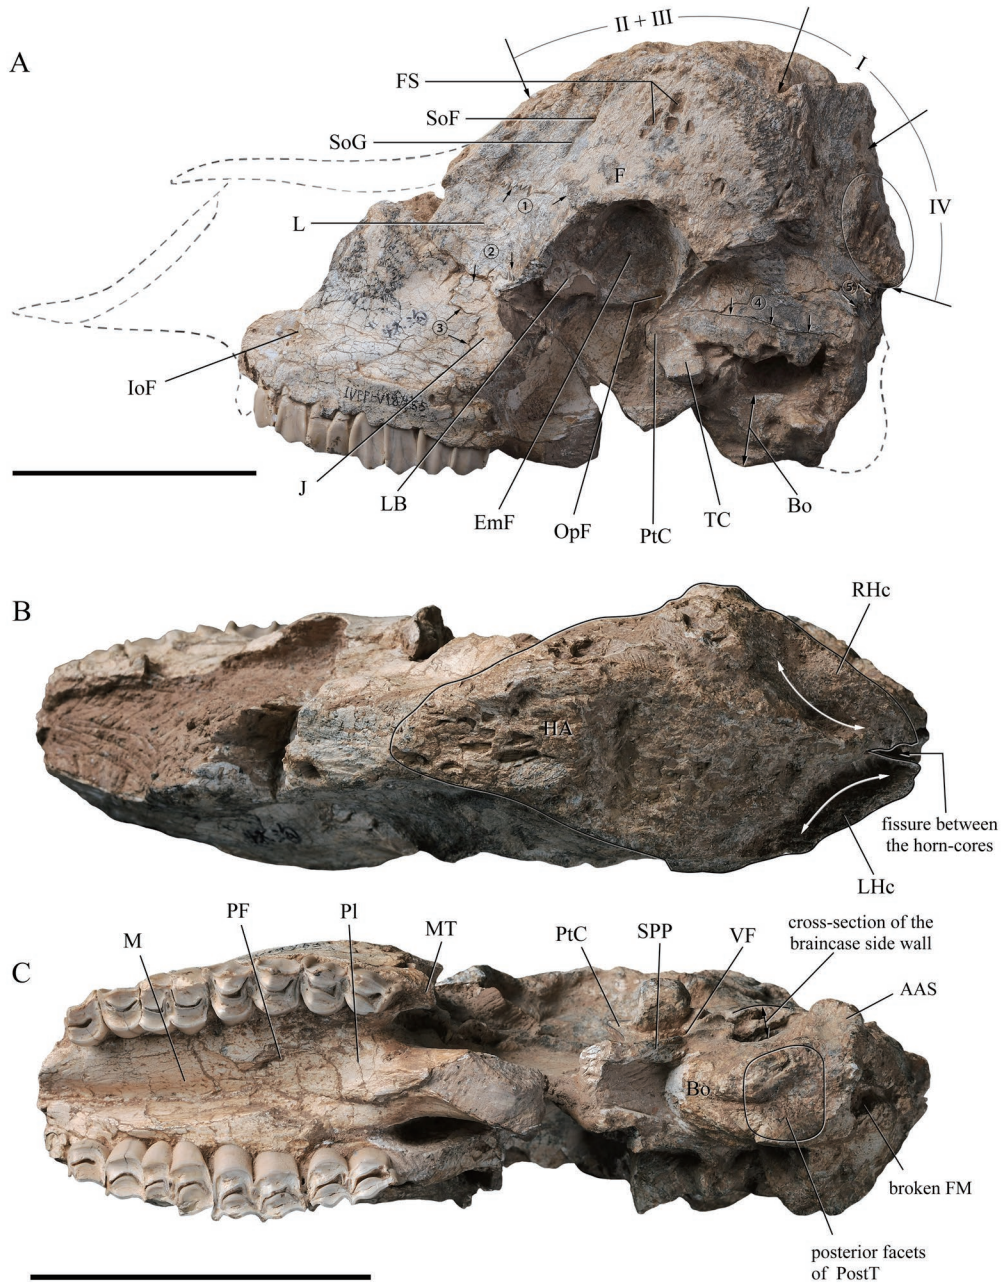 A
II + III
I
IV
FS
SoF
SoG
F
L
①
②
③
④
⑤
IoF
IVPP V18455
J
LB
EmF
OpF
PtC
TC
Bo
B
RHc
HA
fissure between
the horn-cores
LHc
cross-section of the
braincase side wall
C
M
PF
Pl
MT
PtC
SPP
VF
AAS
Bo
broken FM
posterior facets
of PostT